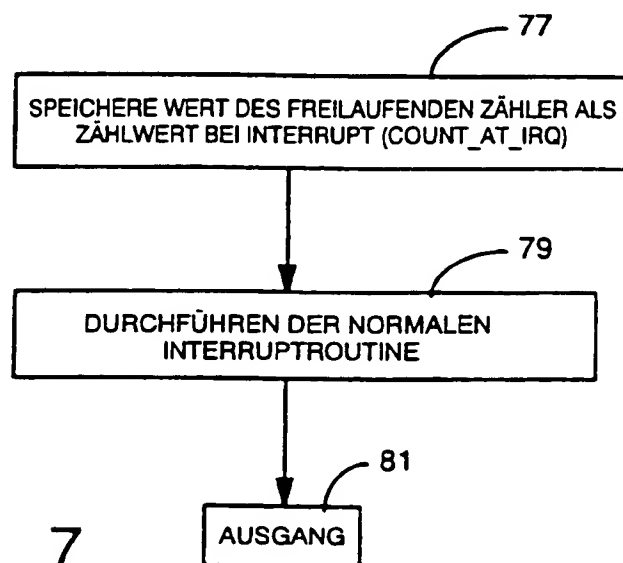 77
SPEICHERE WERT DES FREILAUFENDEN ZÄHLER ALS
ZÄHLWERT BEI INTERRUPT (COUNT_AT_IRQ)
79
DURCHFÜHREN DER NORMALEN
INTERRUPTROUTINE
81
AUSGANG
7